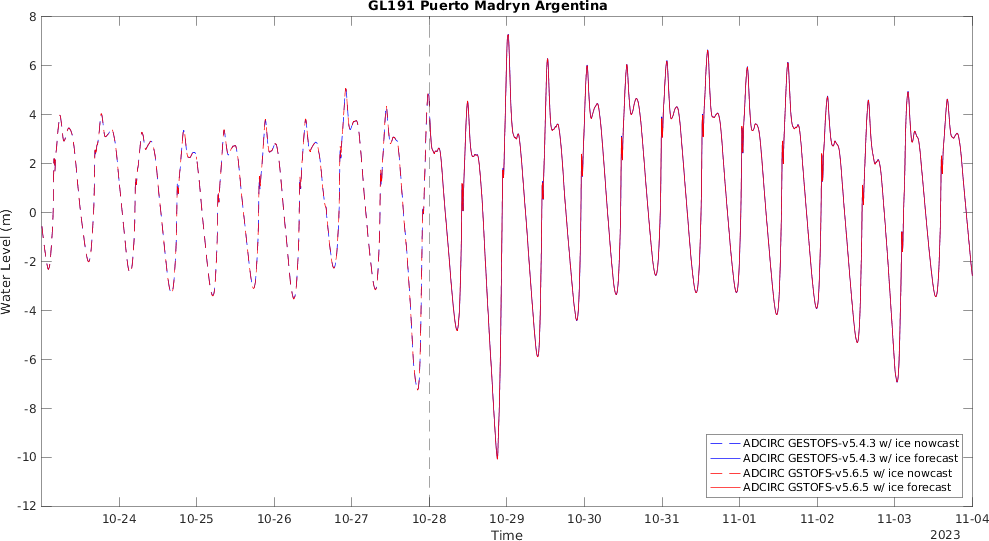 GL191 Puerto Madryn Argentina
8
6
4
2
0
-2
-4
-6
-8
-10
-12
Water Level (m)
10-24 10-25 10-26 10-27 10-28 10-29 10-30 10-31 11-01 11-02 11-03 11-04
Time
2023
ADCIRC GESTOFS-v5.4.3 w/ ice nowcast
ADCIRC GESTOFS-v5.4.3 w/ ice forecast
ADCIRC GSTOFS-v5.6.5 w/ ice nowcast
ADCIRC GSTOFS-v5.6.5 w/ ice forecast